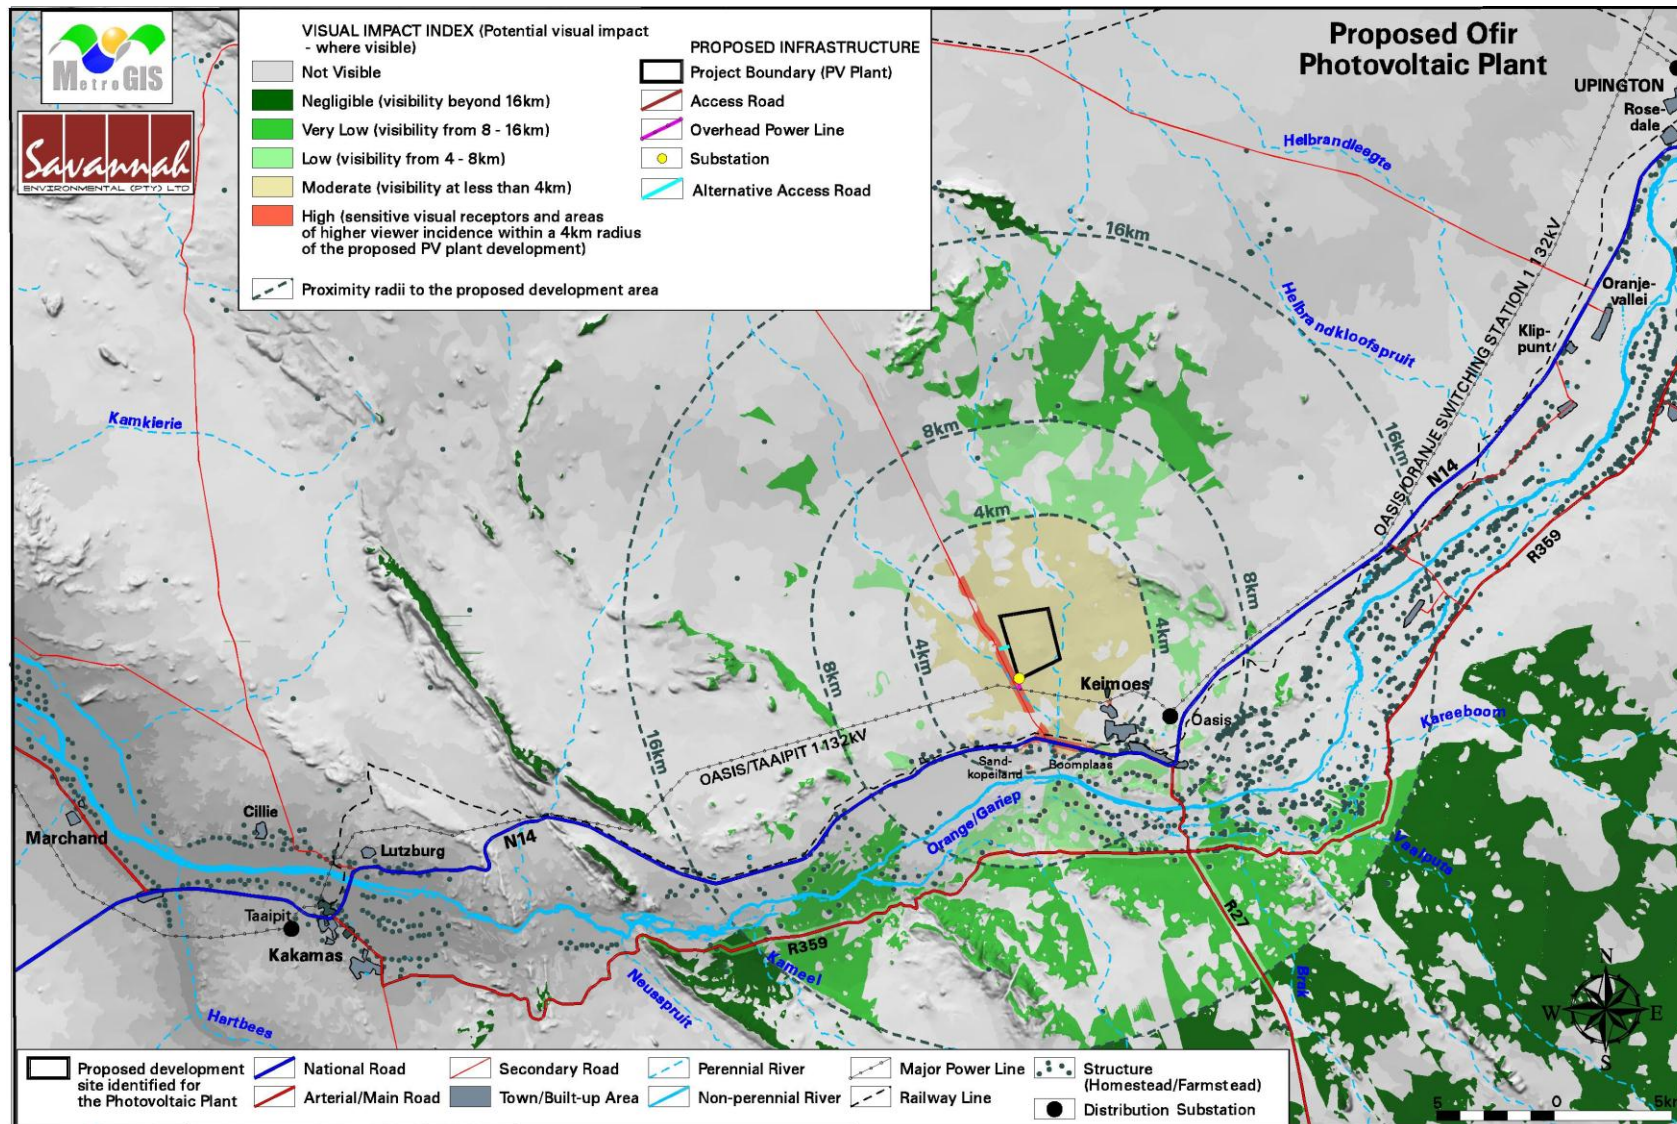 MetroGIS
Savannah
ENVIRONMENTAL (PTY) LTD
VISUAL IMPACT INDEX (Potential visual impact
- where visible)
Not Visible
Negligible (visibility beyond 16km)
Very Low (visibility from 8 - 16km)
Low (visibility from 4 - 8km)
Moderate (visibility at less than 4km)
High (sensitive visual receptors and areas
of higher viewer incidence within a 4km radius
of the proposed PV plant development)
Proximity radii to the proposed development area
PROPOSED INFRASTRUCTURE
Project Boundary (PV Plant)
Access Road
Overhead Power Line
Substation
Alternative Access Road
Proposed Ofir
Photovoltaic Plant
UPINGTON
Rose-
dale
Helbrandleegte
16km
Helbrandkloofspruit
OASIS/ORANJE SWITCHING STATION 1 132kV
Oranje-
vallei
Klip-
punt
Kamkierie
8km
16km
N14
4km
R359
8km
4km
4km
8km
Keimoes
Oasis
Kareeboom
16km
OASIS/TAAIPIT 1 132kV
Sand-
kopeiland
Boomplaas
Orange/Gariep
Cillie
Marchand
Lutzburg
N14
Vaalputs
Taaipit
R27
Kakamas
R359
Kameel
Neusspruit
Brak
Hartbees
N
W
E
S
Proposed development
site identified for
the Photovoltaic Plant
National Road
Arterial/Main Road
Secondary Road
Town/Built-up Area
Perennial River
Non-perennial River
Major Power Line
Railway Line
Structure
(Homestead/Farmstead)
Distribution Substation
5 0 5km